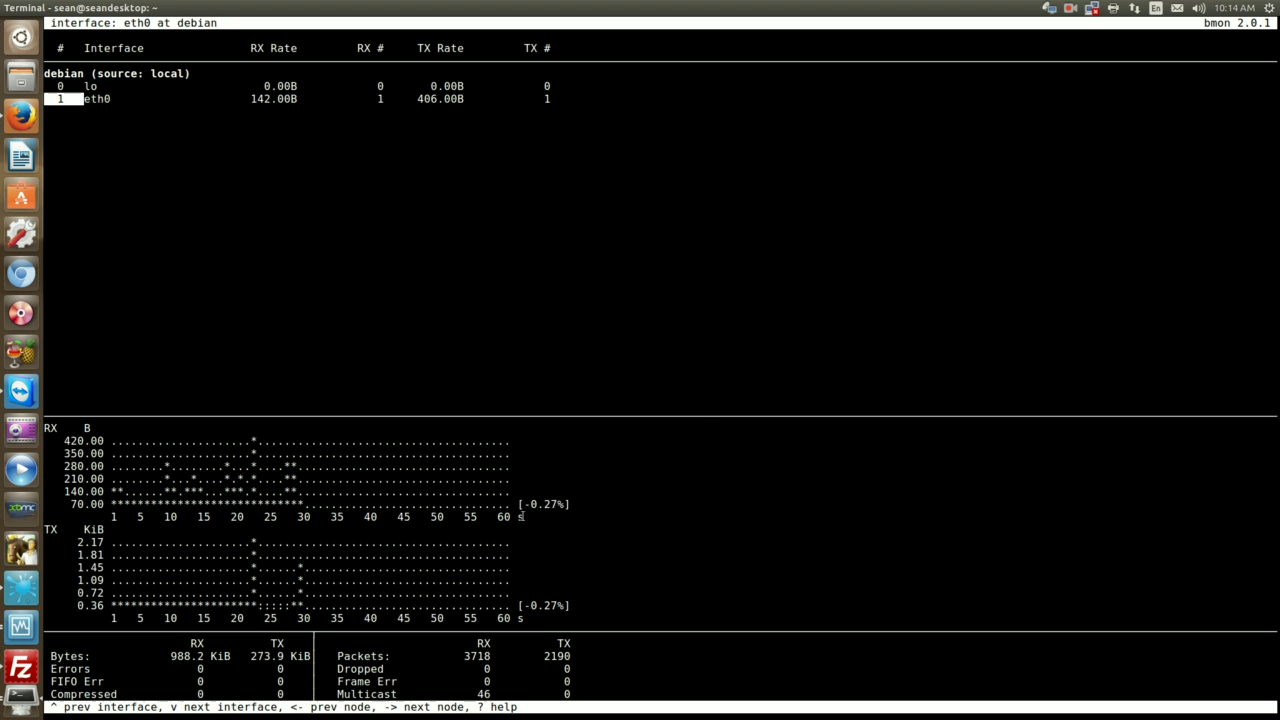 Terminal - sean@seandesktop: ~ En 10:14 AM
interface: eth0 at debian bmon 2.0.1
# Interface RX Rate RX # TX Rate TX #
debian (source: local)
0 lo 0.00B 0 0.00B 0
1 eth0 142.00B 1 406.00B 1
RX B
420.00 .....................*......................................
350.00 .....................*......................................
280.00 ........*........*...*....**................................
210.00 ........*...*....*.*.*....**................................
140.00 **......**.***...***.*....**................................
70.00 *****************************............................... [-0.27%]
1 5 10 15 20 25 30 35 40 45 50 55 60 s
TX KiB
2.17 .....................*......................................
1.81 .....................*......................................
1.45 .....................*......*...............................
1.09 .....................*......*...............................
0.72 .....................*......*...............................
0.36 **********************:::::**............................... [-0.27%]
1 5 10 15 20 25 30 35 40 45 50 55 60 s
RX TX RX TX
Bytes: 988.2 KiB 273.9 KiB Packets: 3718 2190
Errors 0 0 Dropped 0 0
FIFO Err 0 0 Frame Err 0 0
Compressed 0 0 Multicast 46 0
^ prev interface, v next interface, <- prev node, -> next node, ? help
xbmc
Fz
>_